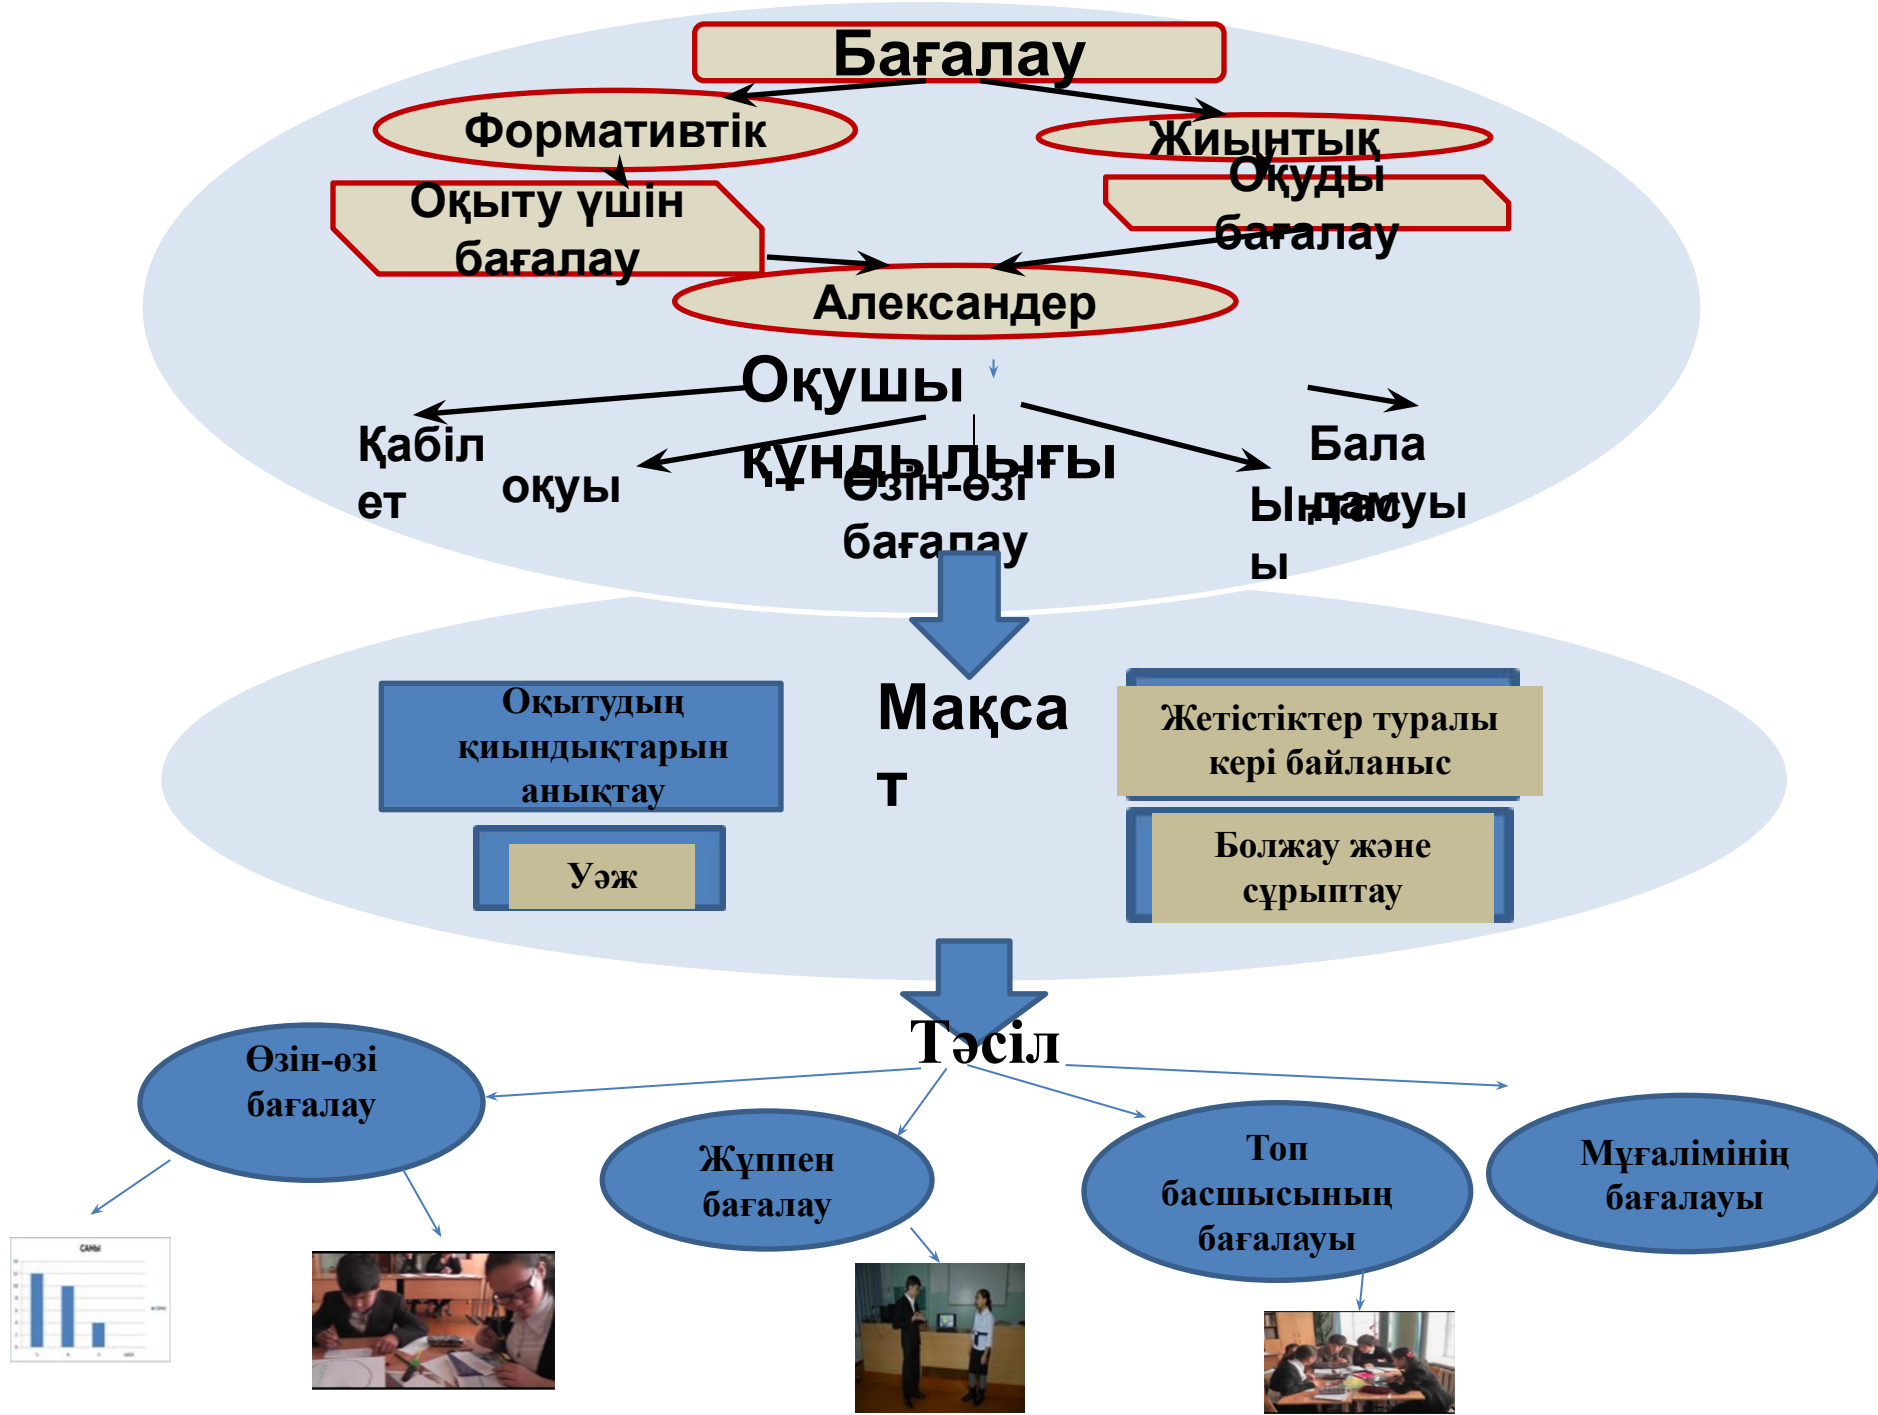 Бағалау
Формативтік
Жиынтық
Оқыту үшін
бағалау
Оқуды
бағалау
Александер
Оқушы
құндылығы
Қабіл
ет
оқуы
Өзін-өзі
бағалау
Ынтас
ы
Бала
дамуы
Мақса
т
Оқытудың
қиындықтарын
анықтау
Жетістіктер туралы
кері байланыс
Уәж
Болжау және
сұрыптау
Тәсіл
Өзін-өзі
бағалау
Жұппен
бағалау
Топ
басшысының
бағалауы
Мұғалімінің
бағалауы
САНЫ